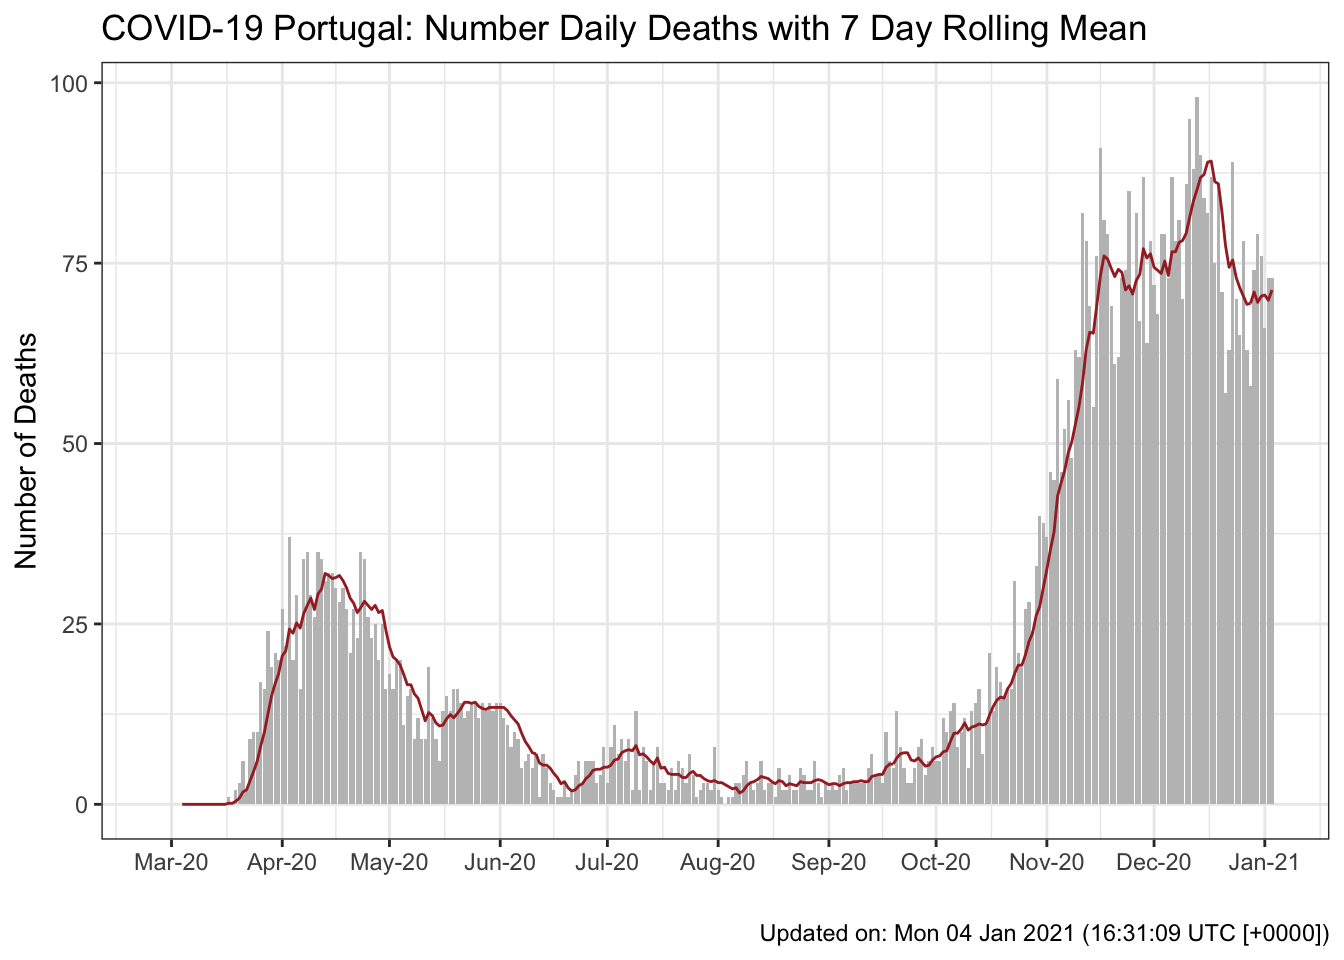 COVID-19 Portugal: Number Daily Deaths with 7 Day Rolling Mean
Number of Deaths
100
75
50
25
0
Mar-20 Apr-20 May-20 Jun-20 Jul-20 Aug-20 Sep-20 Oct-20 Nov-20 Dec-20 Jan-21
Updated on: Mon 04 Jan 2021 (16:31:09 UTC [+0000])